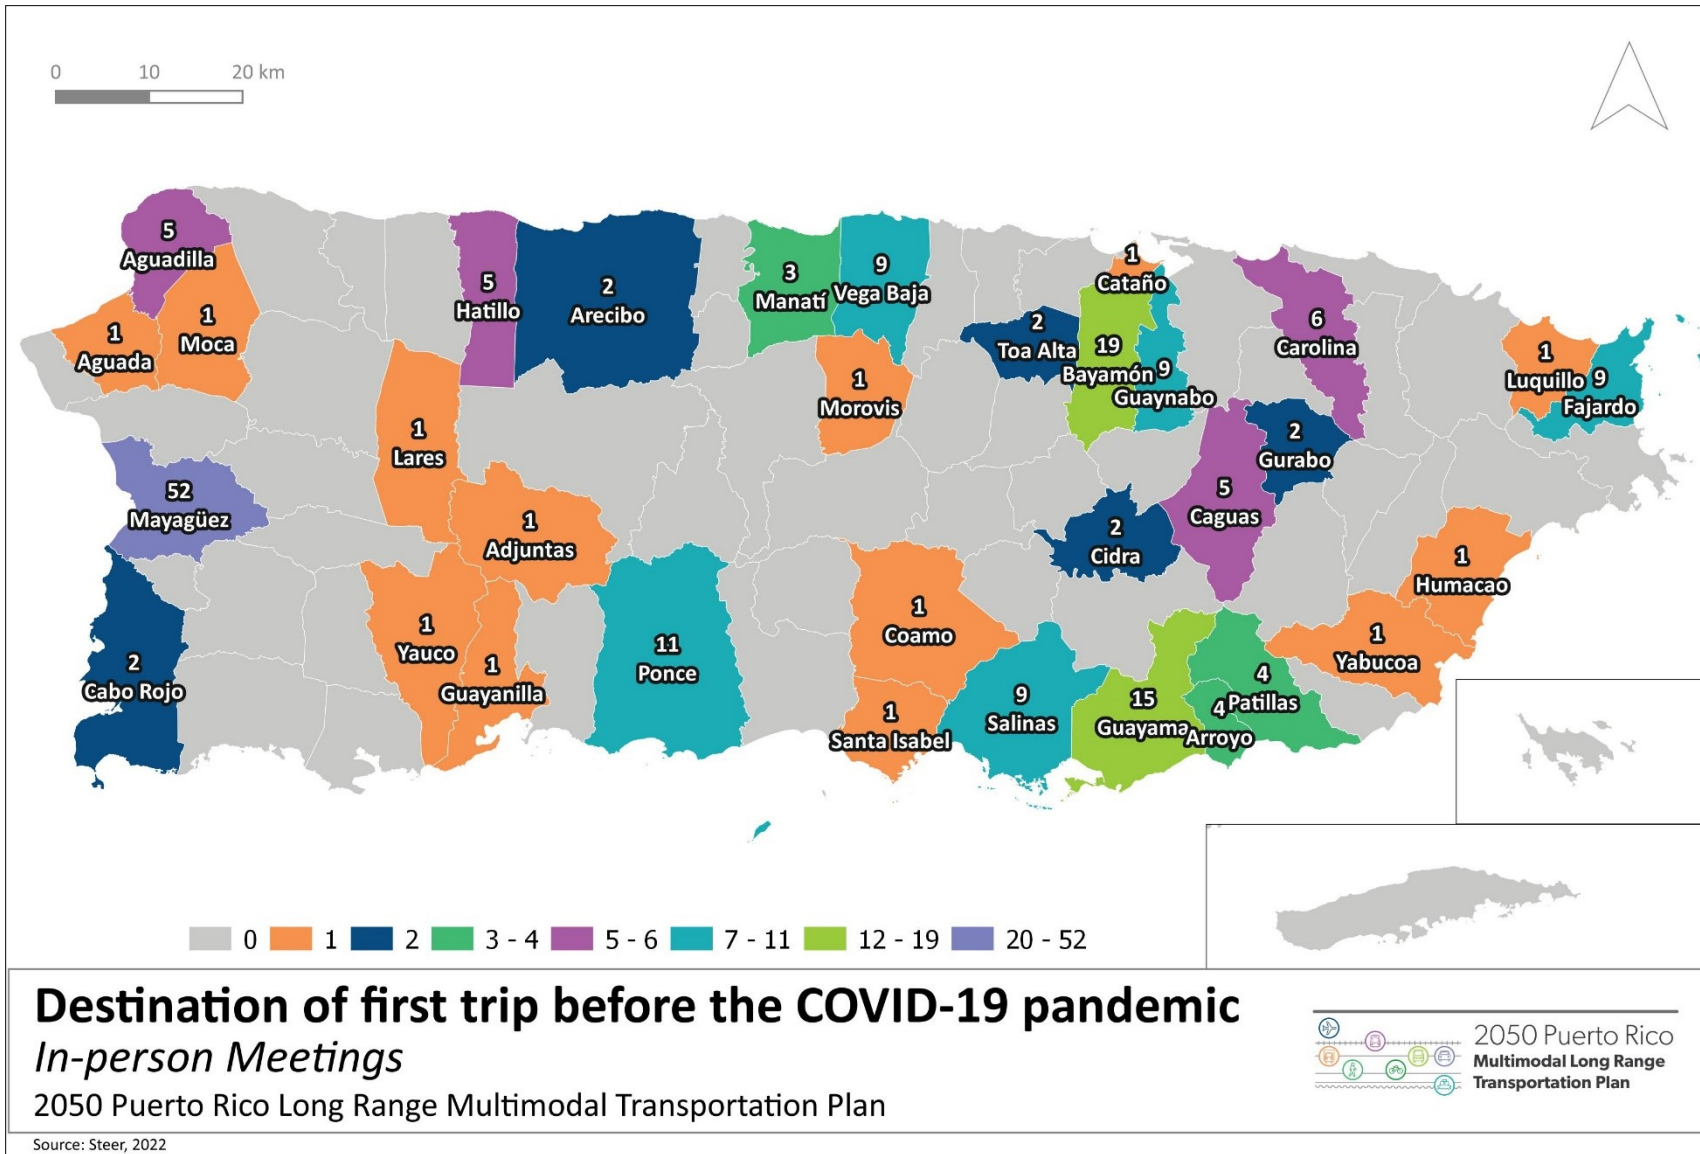 0 10 20 km
5
Aguadilla
1
Moca
1
Aguada
5
Hatillo
2
Arecibo
3
Manatí
9
Vega Baja
1
Cataño
2
Toa Alta
19
Bayamón
9
Guaynabo
6
Carolina
1
Luquillo
9
Fajardo
1
Morovis
1
Lares
2
Gurabo
52
Mayagüez
5
Caguas
1
Adjuntas
2
Cidra
1
Humacao
1
Coamo
1
Yauco
1
Yabucoa
2
Cabo Rojo
1
Guayanilla
11
Ponce
4
Patillas
9
Salinas
15
Guayama
4
Arroyo
1
Santa Isabel
0 1 2 3 - 4 5 - 6 7 - 11 12 - 19 20 - 52
Destination of first trip before the COVID-19 pandemic
In-person Meetings
2050 Puerto Rico Long Range Multimodal Transportation Plan
2050 Puerto Rico
Multimodal Long Range
Transportation Plan
Source: Steer, 2022